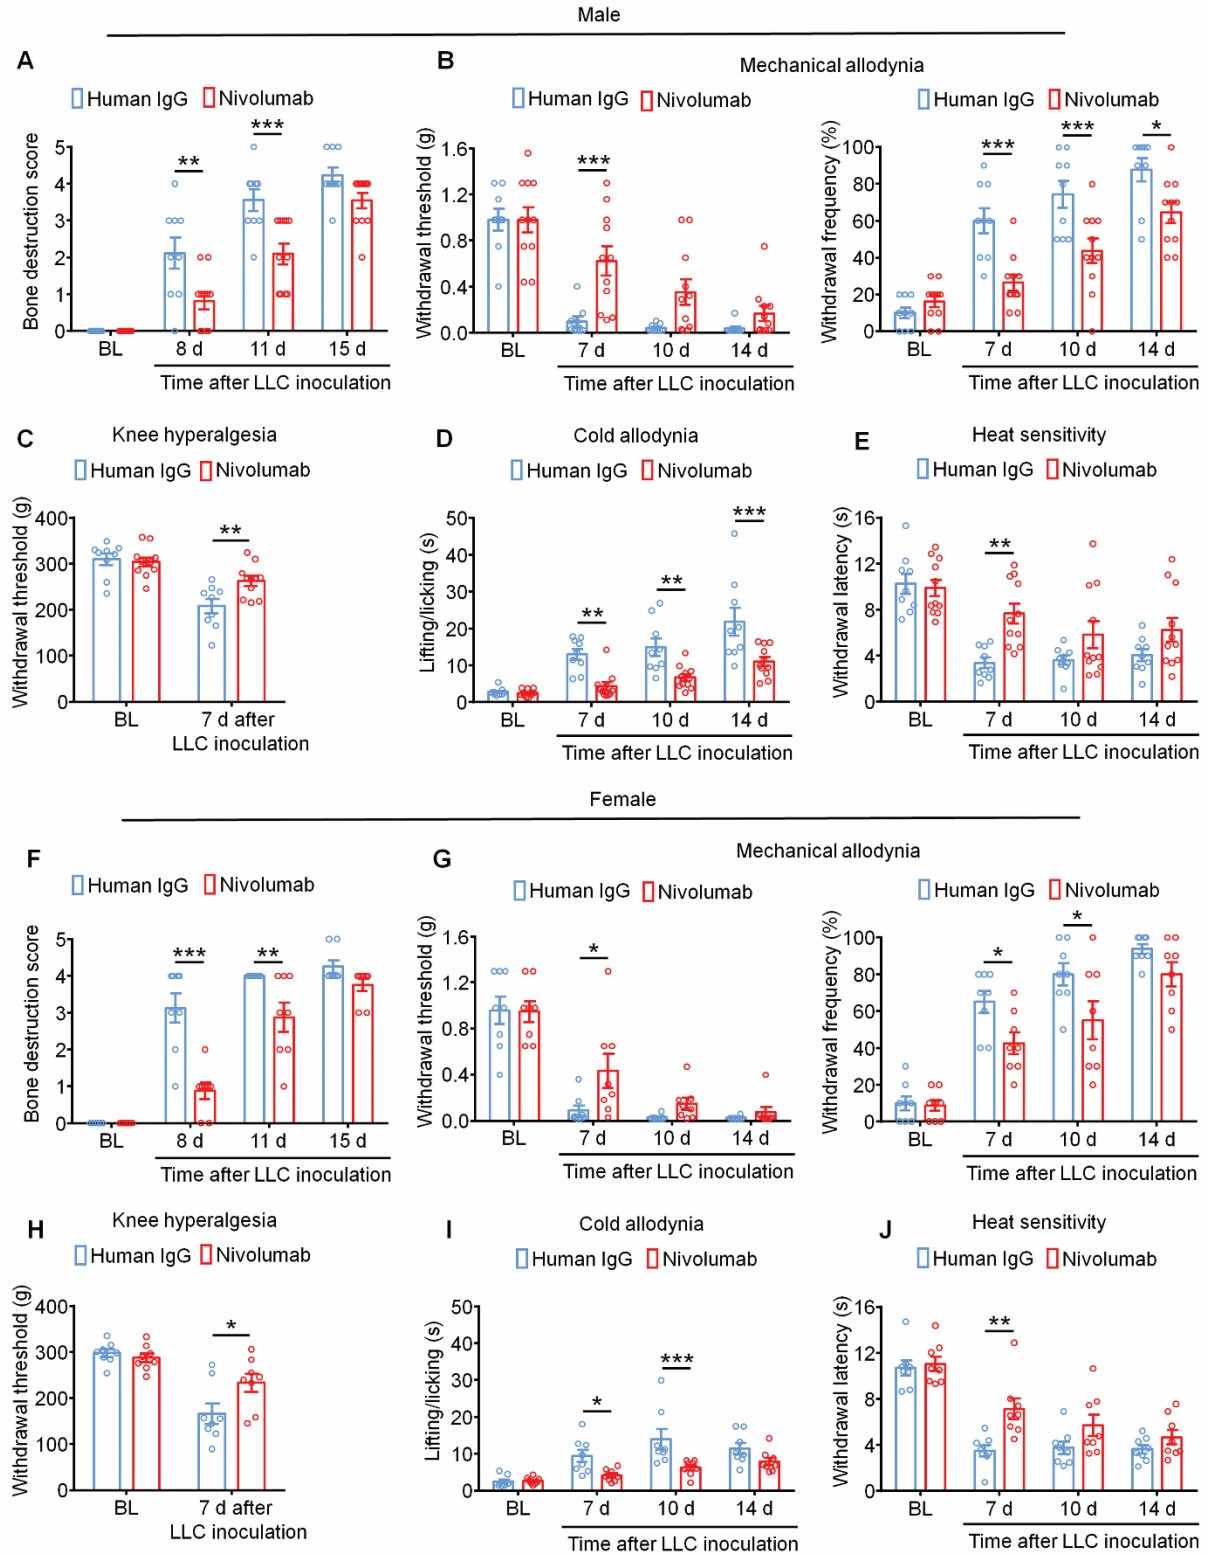 Male
A
Human IgG Nivolumab
Bone destruction score
5
4
3
2
1
0
** ***
BL 8 d 11 d 15 d
Time after LLC inoculation
B
Mechanical allodynia
Human IgG Nivolumab
Withdrawal threshold (g)
1.6
1.2
0.8
0.4
0.0
***
BL 7 d 10 d 14 d
Time after LLC inoculation
Human IgG Nivolumab
Withdrawal frequency (%)
100
80
60
40
20
0
*** *** *
BL 7 d 10 d 14 d
Time after LLC inoculation
C
Knee hyperalgesia
Human IgG Nivolumab
Withdrawal threshold (g)
400
300
200
100
0
**
BL 7 d after
LLC inoculation
D
Cold allodynia
Human IgG Nivolumab
Lifting/licking (s)
50
40
30
20
10
0
** ** ***
BL 7 d 10 d 14 d
Time after LLC inoculation
E
Heat sensitivity
Human IgG Nivolumab
Withdrawal latency (s)
16
12
8
4
0
**
BL 7 d 10 d 14 d
Time after LLC inoculation
Female
F
Human IgG Nivolumab
Bone destruction score
5
4
3
2
1
0
*** **
BL 8 d 11 d 15 d
Time after LLC inoculation
G
Mechanical allodynia
Human IgG Nivolumab
Withdrawal threshold (g)
1.6
1.2
0.8
0.4
0.0
*
BL 7 d 10 d 14 d
Time after LLC inoculation
Human IgG Nivolumab
Withdrawal frequency (%)
100
80
60
40
20
0
* *
BL 7 d 10 d 14 d
Time after LLC inoculation
H
Knee hyperalgesia
Human IgG Nivolumab
Withdrawal threshold (g)
400
300
200
100
0
*
BL 7 d after
LLC inoculation
I
Cold allodynia
Human IgG Nivolumab
Lifting/licking (s)
50
40
30
20
10
0
* ***
BL 7 d 10 d 14 d
Time after LLC inoculation
J
Heat sensitivity
Human IgG Nivolumab
Withdrawal latency (s)
16
12
8
4
0
**
BL 7 d 10 d 14 d
Time after LLC inoculation